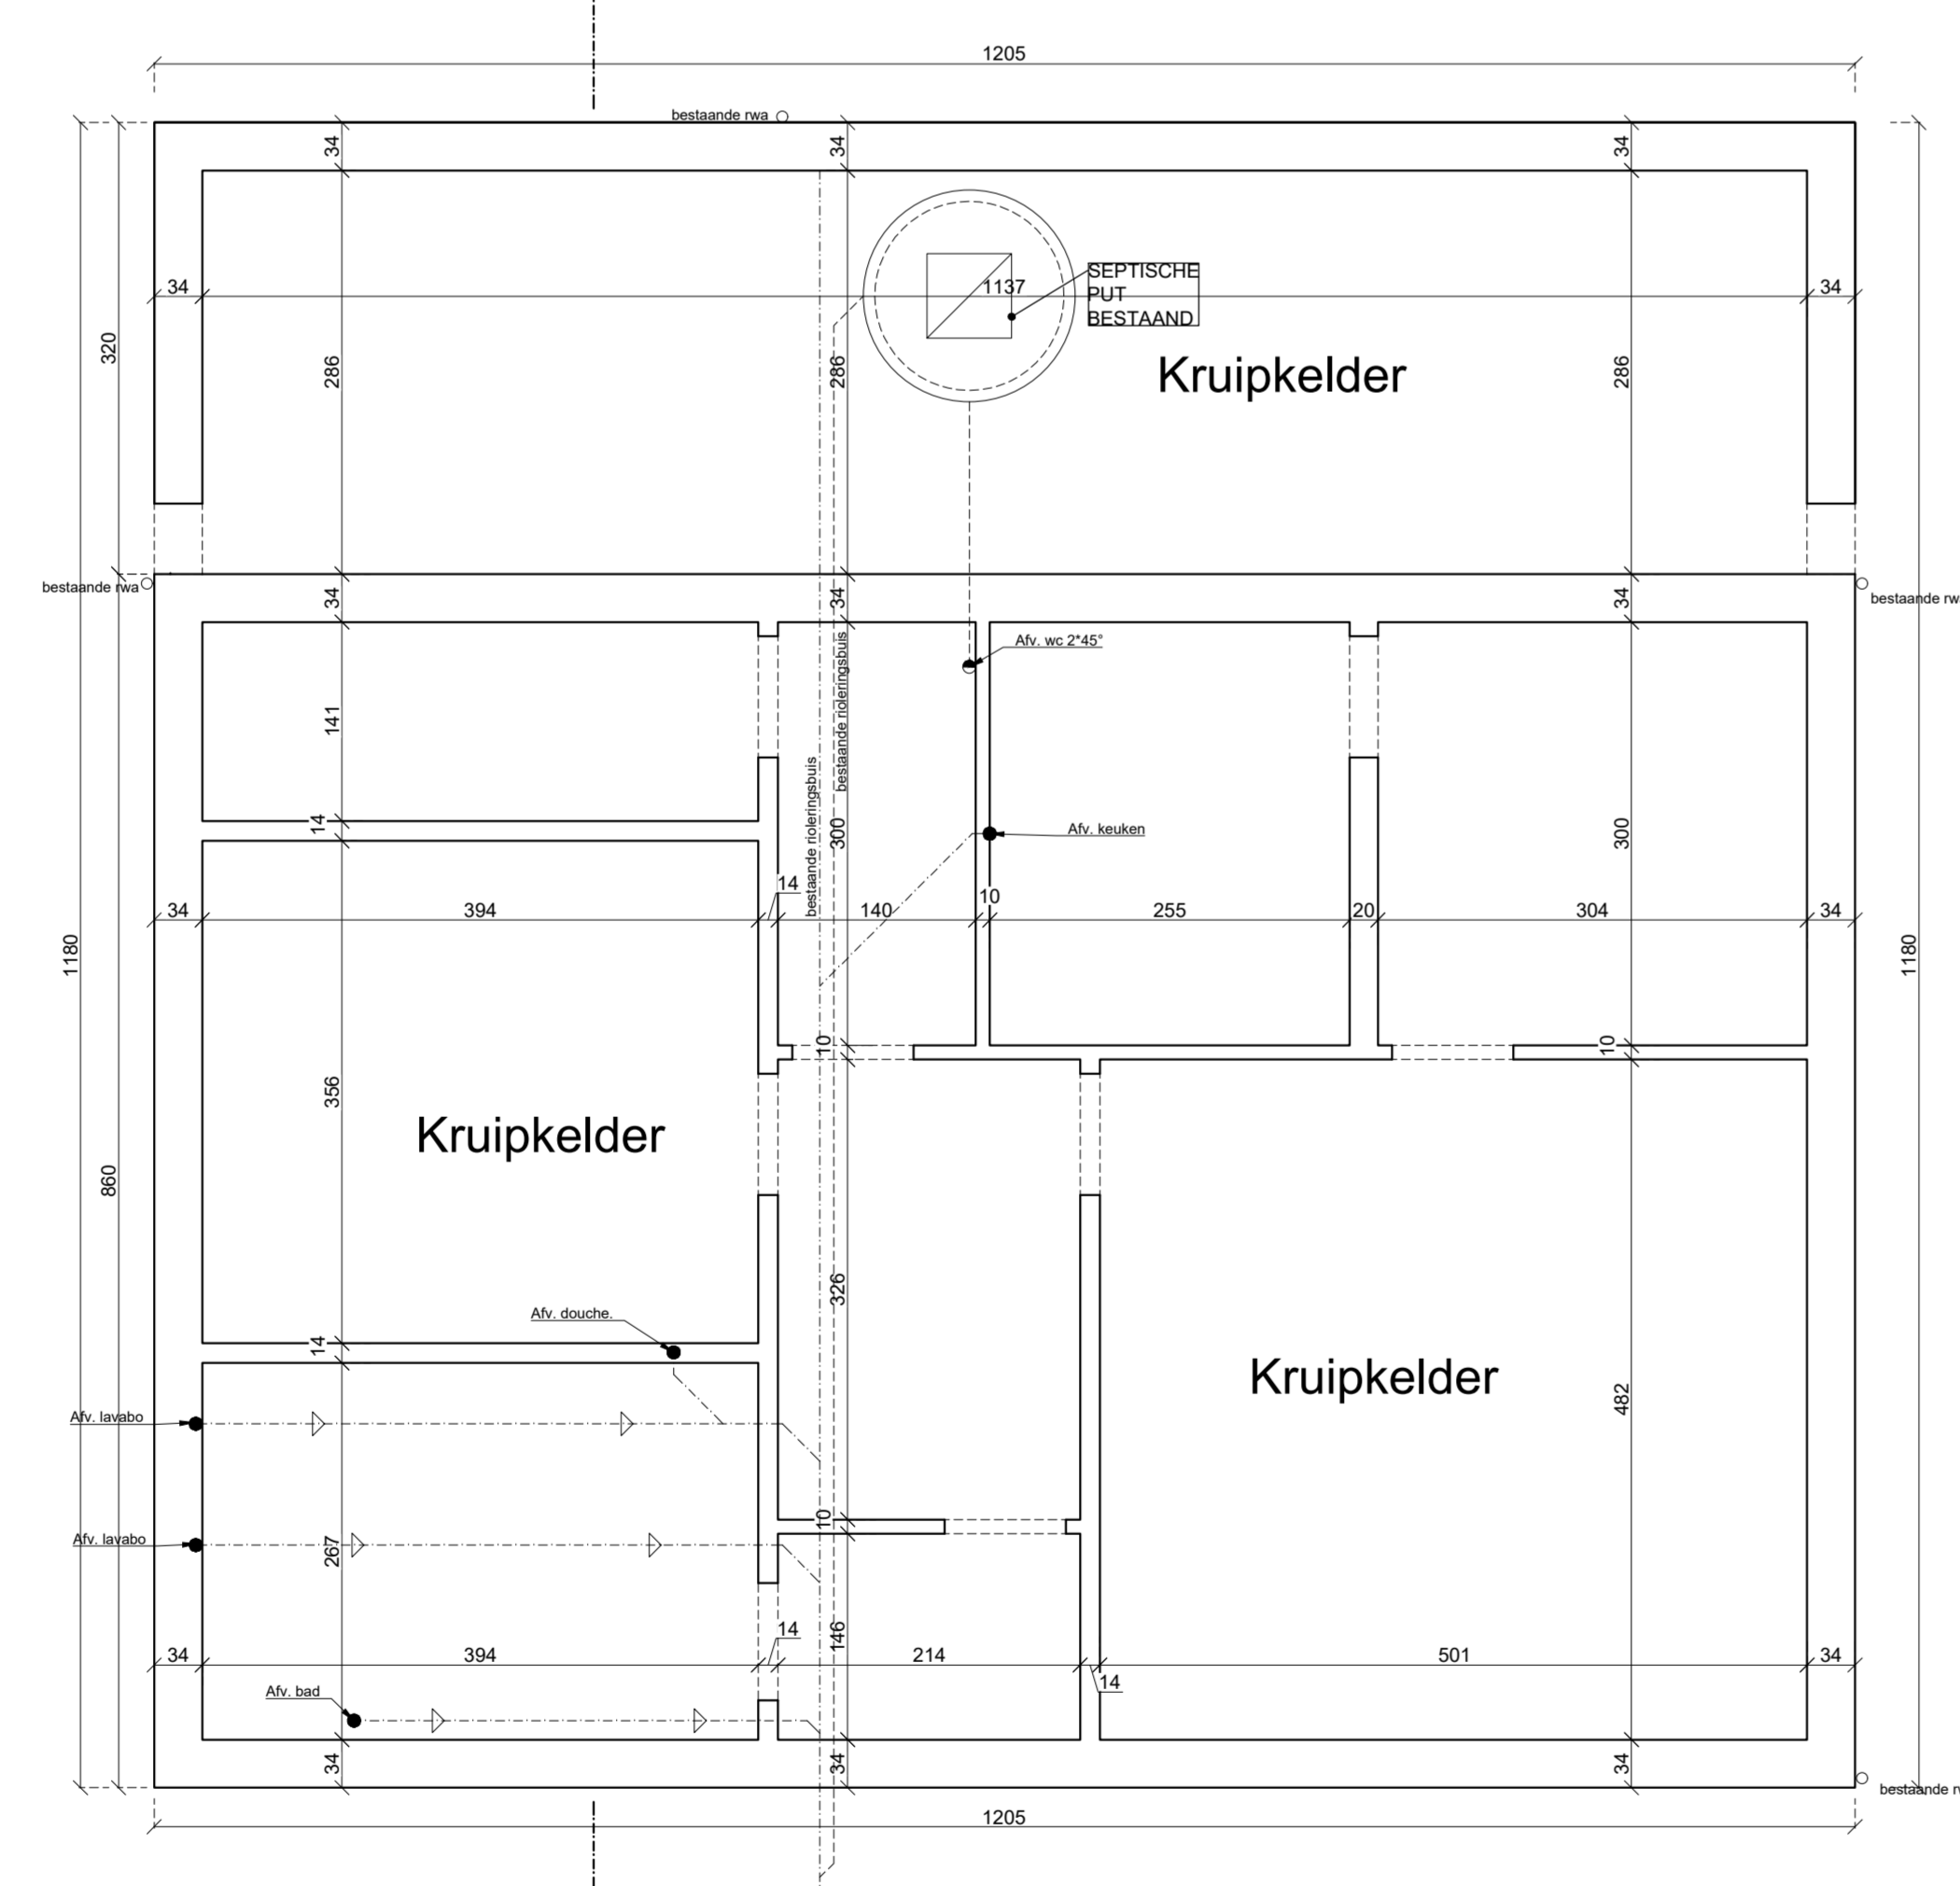 1205
bestaande rwa
34
34
34
34
1137
34
SEPTISCHE
PUT
BESTAAND
320
286
286
286
Kruipkelder
bestaande rwa
bestaande rw
34
34
34
Afv. wc 2*45°
bestaande rioleringsbuis
141
bestaande rioleringsbuis
14
300
Afv. keuken
300
34
394
14
140
10
255
20
304
34
1180
1180
10
10
356
Kruipkelder
860
326
Afv. douche.
14
Kruipkelder
482
Afv. lavabo
10
Afv. lavabo
267
146
34
394
14
214
14
501
34
Afv. bad
34
34
34
bestaande r
1205